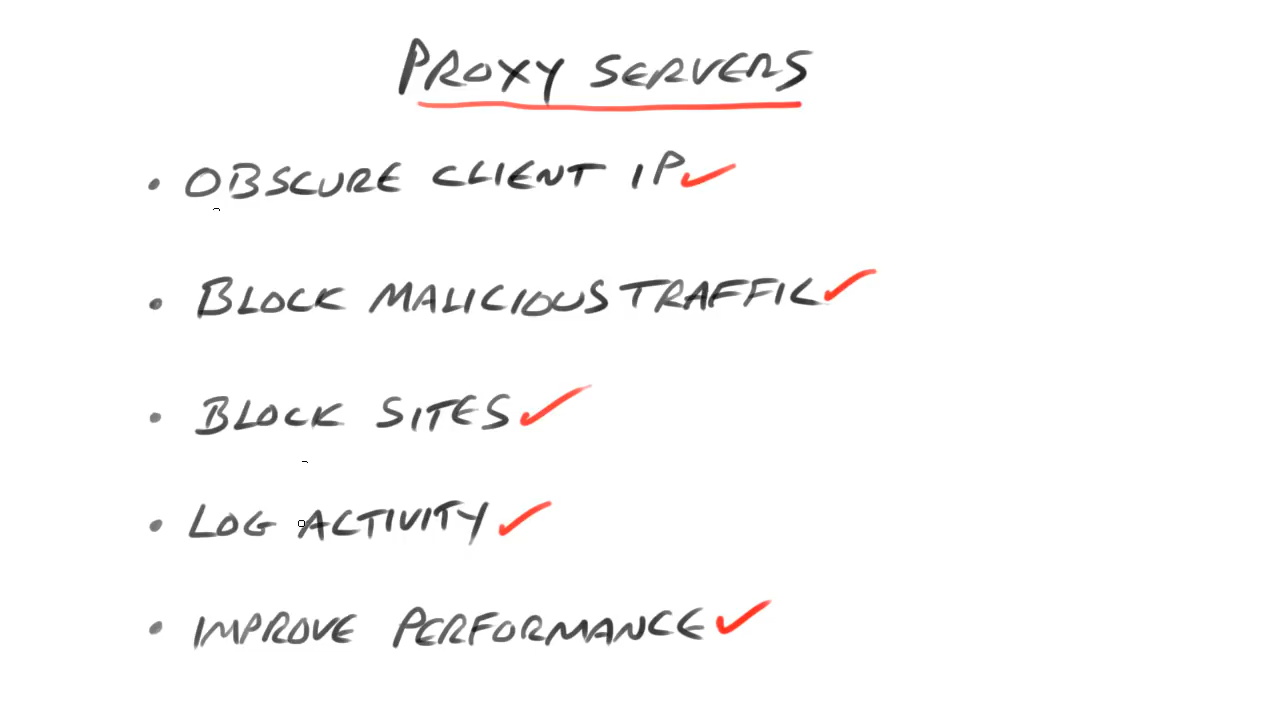 PROXY SERVERS
• OBSCURE CLIENT IP
• BLOCK MALICIOUS TRAFFIC
• BLOCK SITES
• LOG ACTIVITY
• IMPROVE PERFORMANCE